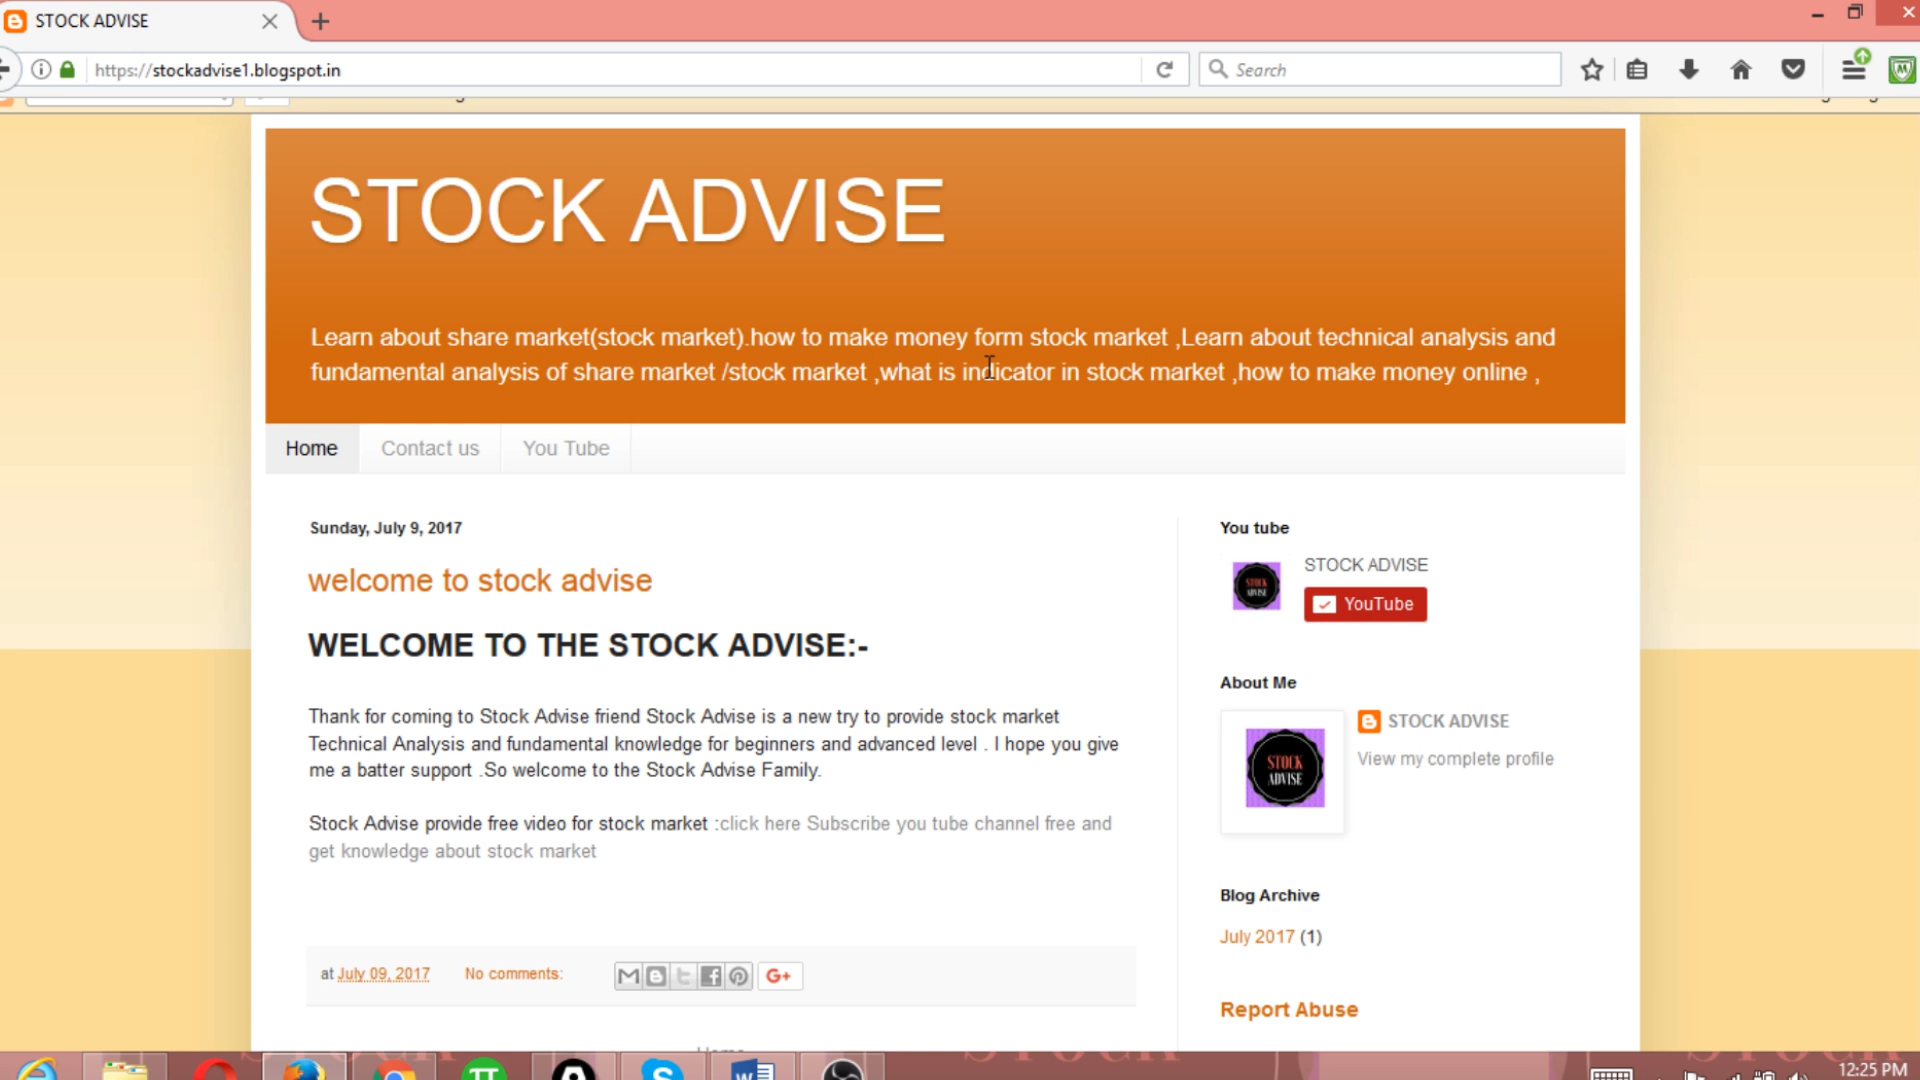 STOCK ADVISE
https://stockadvise1.blogspot.in
Search
STOCK ADVISE
Learn about share market(stock market).how to make money form stock market ,Learn about technical analysis and
fundamental analysis of share market /stock market ,what is indicator in stock market ,how to make money online ,
Home
Contact us
You Tube
Sunday, July 9, 2017
welcome to stock advise
WELCOME TO THE STOCK ADVISE:-
Thank for coming to Stock Advise friend Stock Advise is a new try to provide stock market
Technical Analysis and fundamental knowledge for beginners and advanced level . I hope you give
me a batter support .So welcome to the Stock Advise Family.
Stock Advise provide free video for stock market :click here Subscribe you tube channel free and
get knowledge about stock market
at July 09, 2017
No comments:
G+
You tube
STOCK ADVISE
STOCK ADVISE
YouTube
About Me
STOCK ADVISE
STOCK ADVISE
View my complete profile
Blog Archive
July 2017 (1)
Report Abuse
12:25 PM